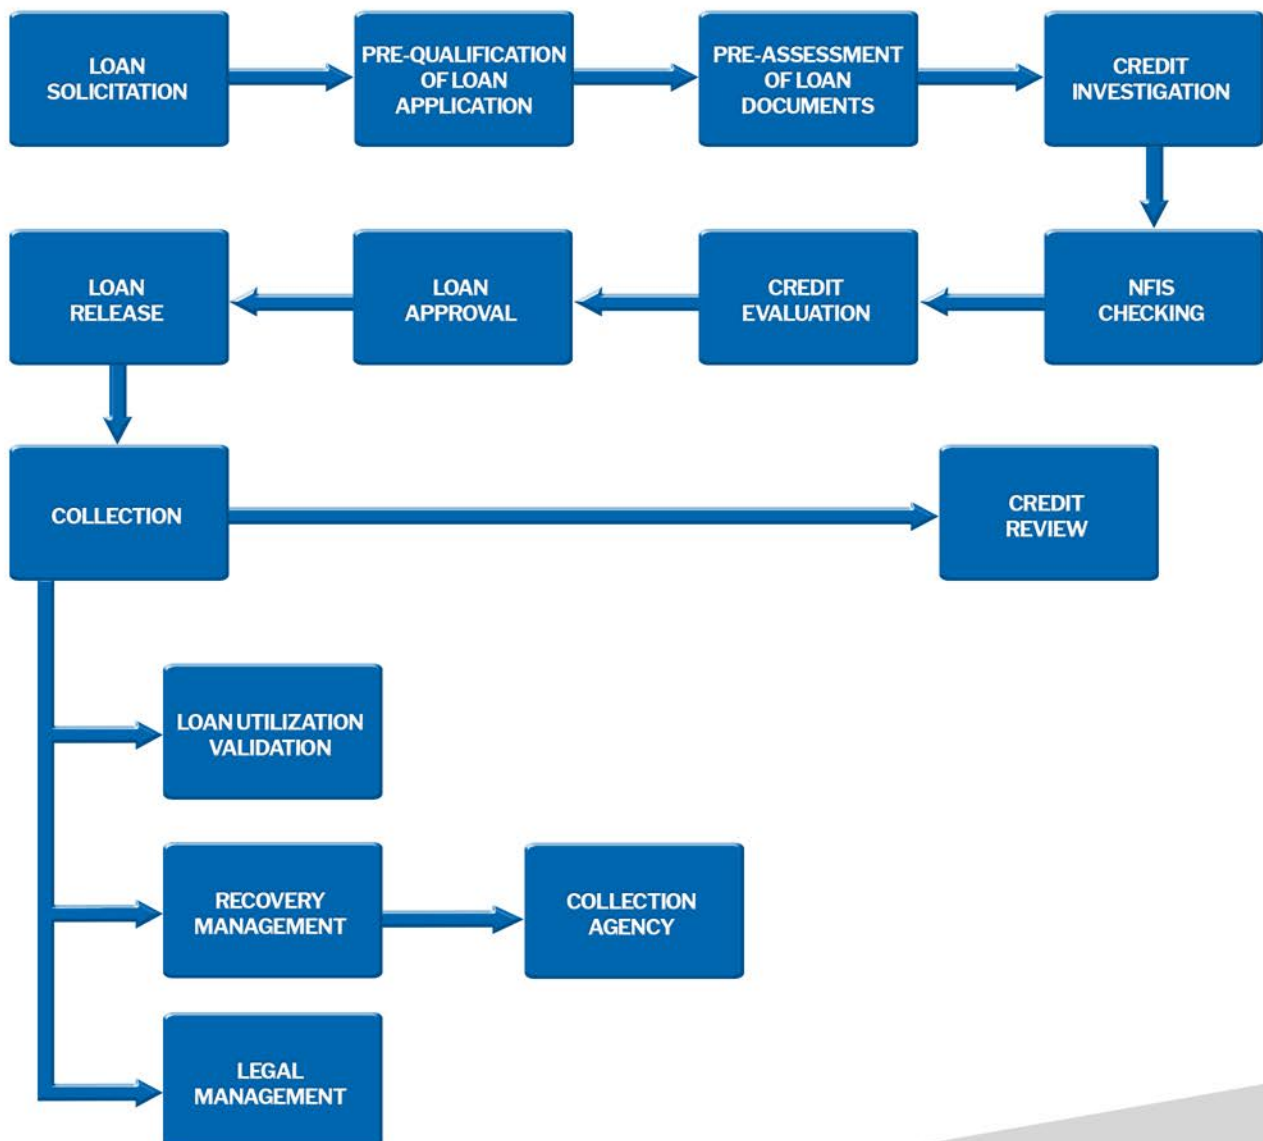 LOAN
SOLICITATION
PRE-QUALIFICATION
OF LOAN
APPLICATION
PRE-ASSESSMENT
OF LOAN
DOCUMENTS
CREDIT
INVESTIGATION
NFIS
CHECKING
CREDIT
EVALUATION
LOAN
APPROVAL
LOAN
RELEASE
COLLECTION
CREDIT
REVIEW
LOAN UTILIZATION
VALIDATION
RECOVERY
MANAGEMENT
COLLECTION
AGENCY
LEGAL
MANAGEMENT